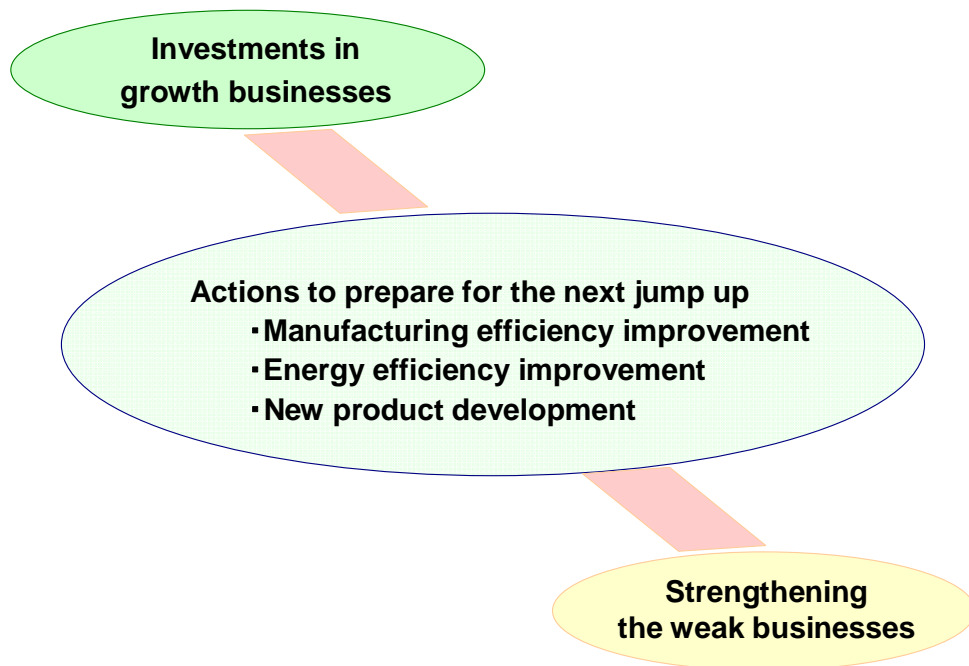 Investments in
growth businesses
Actions to prepare for the next jump up
・Manufacturing efficiency improvement
・Energy efficiency improvement
・New product development
Strengthening
the weak businesses